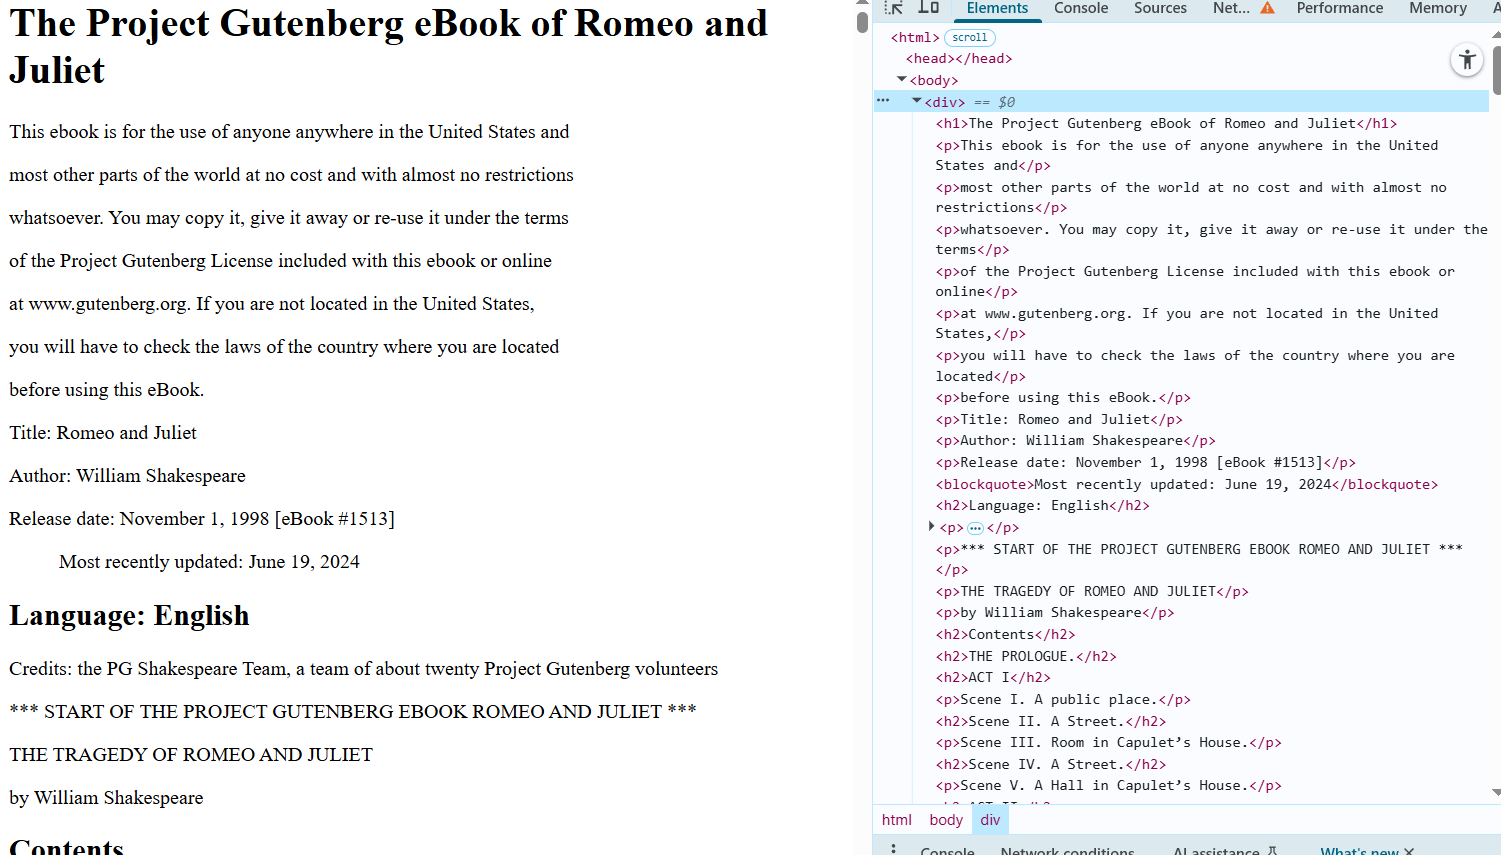 The Project Gutenberg eBook of Romeo and
Juliet
This ebook is for the use of anyone anywhere in the United States and
most other parts of the world at no cost and with almost no restrictions
whatsoever. You may copy it, give it away or re-use it under the terms
of the Project Gutenberg License included with this ebook or online
at www.gutenberg.org. If you are not located in the United States,
you will have to check the laws of the country where you are located
before using this eBook.
Title: Romeo and Juliet
Author: William Shakespeare
Release date: November 1, 1998 [eBook #1513]
Most recently updated: June 19, 2024
Language: English
Credits: the PG Shakespeare Team, a team of about twenty Project Gutenberg volunteers
*** START OF THE PROJECT GUTENBERG EBOOK ROMEO AND JULIET ***
THE TRAGEDY OF ROMEO AND JULIET
by William Shakespeare
Contents
Elements Console Sources Net... Performance Memory
<html> scroll
<head></head>
<body>
<div> == $0
<h1>The Project Gutenberg eBook of Romeo and Juliet</h1>
<p>This ebook is for the use of anyone anywhere in the United
States and</p>
<p>most other parts of the world at no cost and with almost no
restrictions</p>
<p>whatsoever. You may copy it, give it away or re-use it under the
terms</p>
<p>of the Project Gutenberg License included with this ebook or
online</p>
<p>at www.gutenberg.org. If you are not located in the United
States,</p>
<p>you will have to check the laws of the country where you are
located</p>
<p>before using this eBook.</p>
<p>Title: Romeo and Juliet</p>
<p>Author: William Shakespeare</p>
<p>Release date: November 1, 1998 [eBook #1513]</p>
<blockquote>Most recently updated: June 19, 2024</blockquote>
<h2>Language: English</h2>
<p>…</p>
<p>*** START OF THE PROJECT GUTENBERG EBOOK ROMEO AND JULIET ***
</p>
<p>THE TRAGEDY OF ROMEO AND JULIET</p>
<p>by William Shakespeare</p>
<h2>Contents</h2>
<h2>THE PROLOGUE.</h2>
<h2>ACT I</h2>
<p>Scene I. A public place.</p>
<h2>Scene II. A Street.</h2>
<p>Scene III. Room in Capulet’s House.</p>
<h2>Scene IV. A Street.</h2>
<p>Scene V. A Hall in Capulet’s House.</p>
html body div
Console Network conditions AI assistance What's new